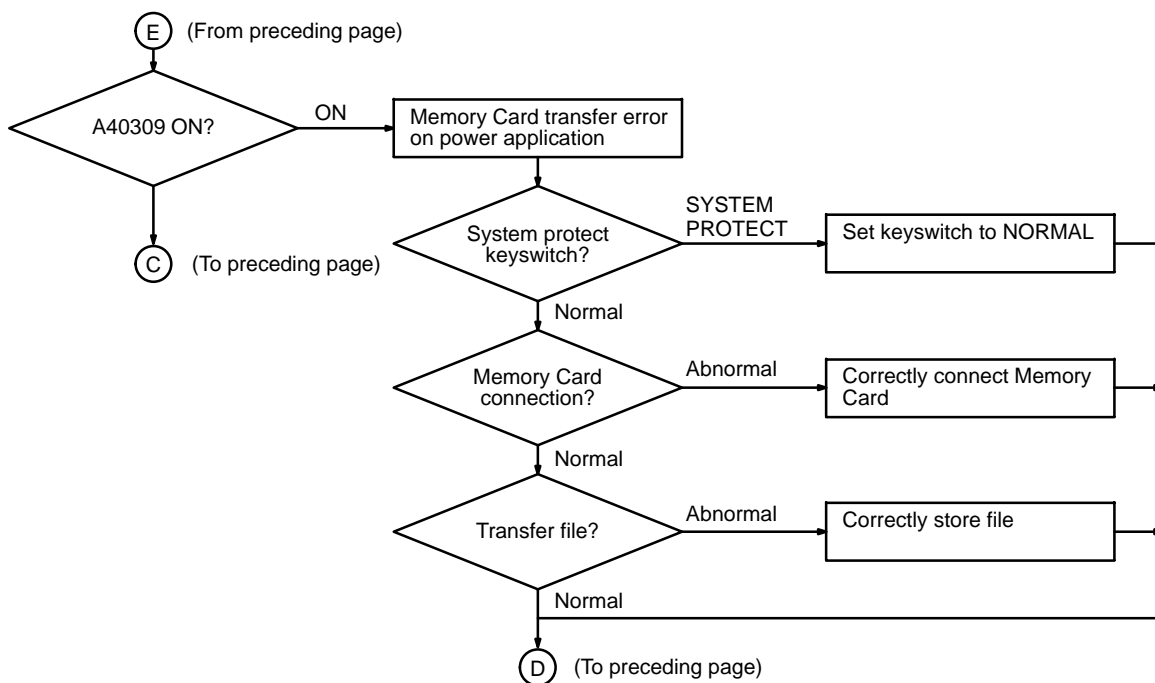 E (From preceding page)
A40309 ON?
ON
Memory Card transfer error
on power application
C (To preceding page)
System protect
keyswitch?
SYSTEM
PROTECT
Set keyswitch to NORMAL
Normal
Memory Card
connection?
Abnormal
Correctly connect Memory
Card
Normal
Transfer file?
Abnormal
Correctly store file
Normal
D (To preceding page)